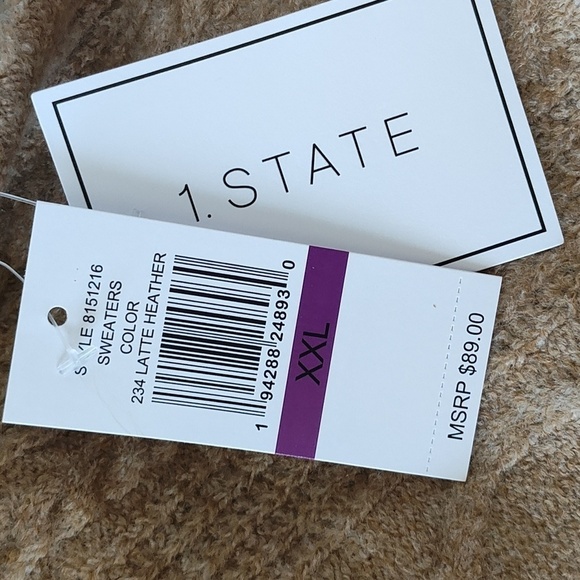 1. STATE
STYLE 8151216
SWEATERS
COLOR
234 LATTE HEATHER
1 94288 24893 0
XXL
MSRP $89.00